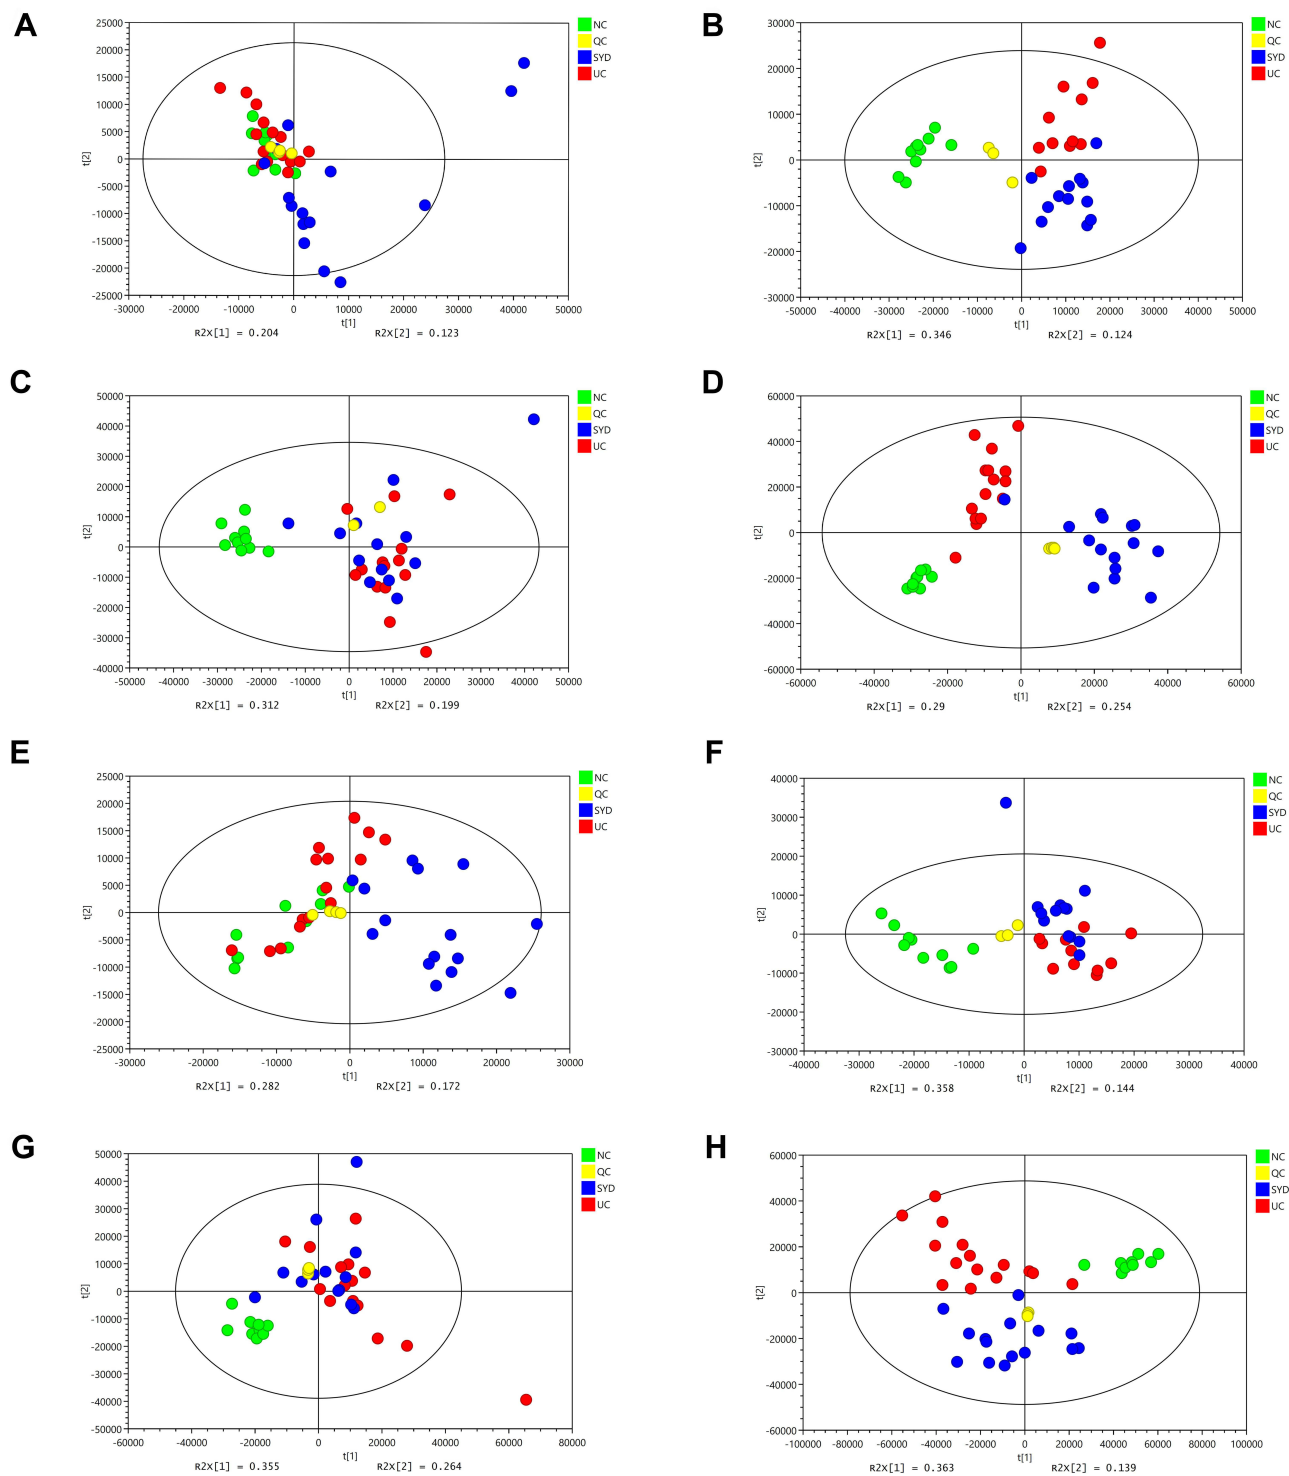 A
25000
20000
15000
10000
5000
0
-5000
-10000
-15000
-20000
-25000
t[2]
-30000 -20000 -10000 0 10000 20000 30000 40000 50000
t[1]
R2X[1] = 0.204 R2X[2] = 0.123
NC
QC
SYD
UC
B
30000
20000
10000
0
-10000
-20000
-30000
t[2]
-50000 -40000 -30000 -20000 -10000 0 10000 20000 30000 40000 50000
t[1]
R2X[1] = 0.346 R2X[2] = 0.124
NC
QC
SYD
UC
C
50000
40000
30000
20000
10000
0
-10000
-20000
-30000
-40000
t[2]
-50000 -40000 -30000 -20000 -10000 0 10000 20000 30000 40000 50000
t[1]
R2X[1] = 0.312 R2X[2] = 0.199
NC
QC
SYD
UC
D
60000
40000
20000
0
-20000
-40000
-60000
t[2]
-60000 -40000 -20000 0 20000 40000 60000
t[1]
R2X[1] = 0.29 R2X[2] = 0.254
NC
QC
SYD
UC
E
25000
20000
15000
10000
5000
0
-5000
-10000
-15000
-20000
-25000
t[2]
-30000 -20000 -10000 0 10000 20000 30000
t[1]
R2X[1] = 0.282 R2X[2] = 0.172
NC
QC
SYD
UC
F
40000
30000
20000
10000
0
-10000
-20000
-30000
t[2]
-40000 -30000 -20000 -10000 0 10000 20000 30000 40000
t[1]
R2X[1] = 0.358 R2X[2] = 0.144
NC
QC
SYD
UC
G
50000
40000
30000
20000
10000
0
-10000
-20000
-30000
-40000
-50000
t[2]
-60000 -40000 -20000 0 20000 40000 60000 80000
t[1]
R2X[1] = 0.355 R2X[2] = 0.264
NC
QC
SYD
UC
H
60000
40000
20000
0
-20000
-40000
-60000
t[2]
-100000 -80000 -60000 -40000 -20000 0 20000 40000 60000 80000 100000
t[1]
R2X[1] = 0.363 R2X[2] = 0.139
NC
QC
SYD
UC